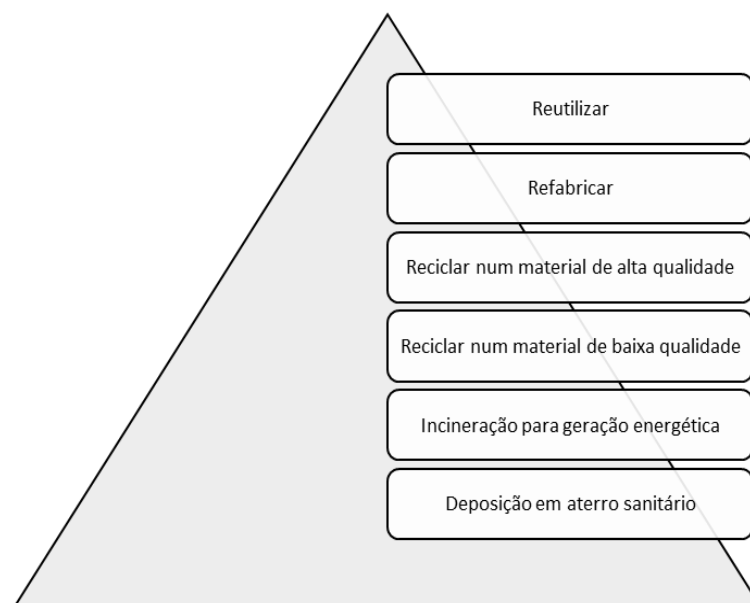 Reutilizar
Refabricar
Reciclar num material de alta qualidade
Reciclar num material de baixa qualidade
Incineração para geração energética
Deposição em aterro sanitário